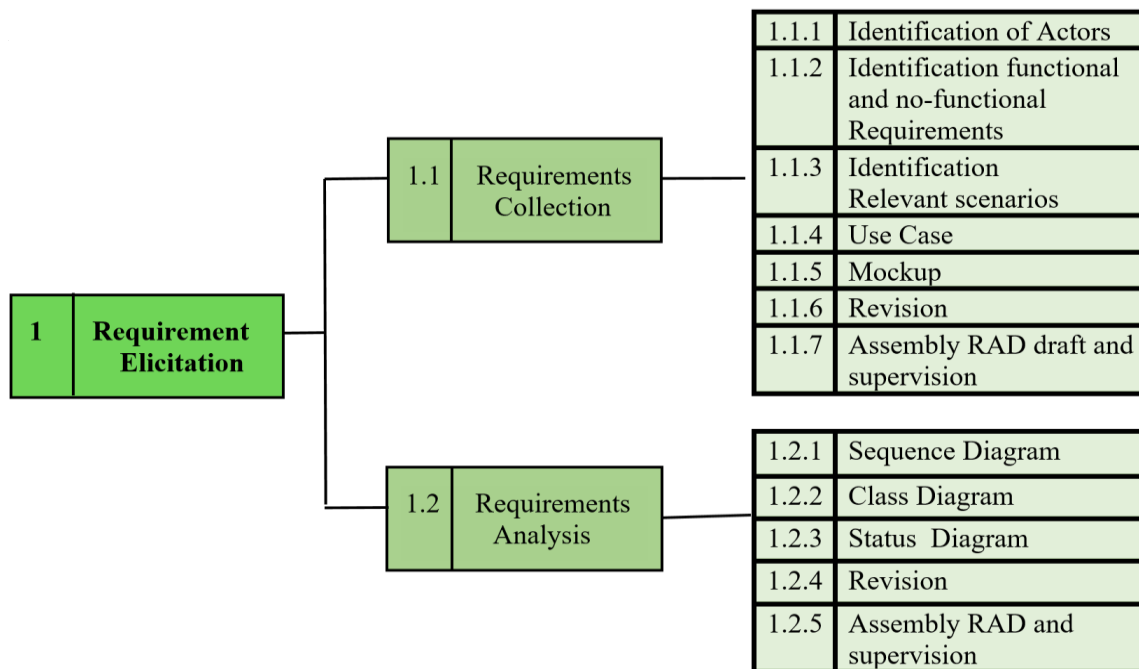 1 Requirement
Elicitation
1.1 Requirements
Collection
1.1.1 Identification of Actors
1.1.2 Identification functional
and no-functional
Requirements
1.1.3 Identification
Relevant scenarios
1.1.4 Use Case
1.1.5 Mockup
1.1.6 Revision
1.1.7 Assembly RAD draft and
supervision
1.2 Requirements
Analysis
1.2.1 Sequence Diagram
1.2.2 Class Diagram
1.2.3 Status Diagram
1.2.4 Revision
1.2.5 Assembly RAD and
supervision